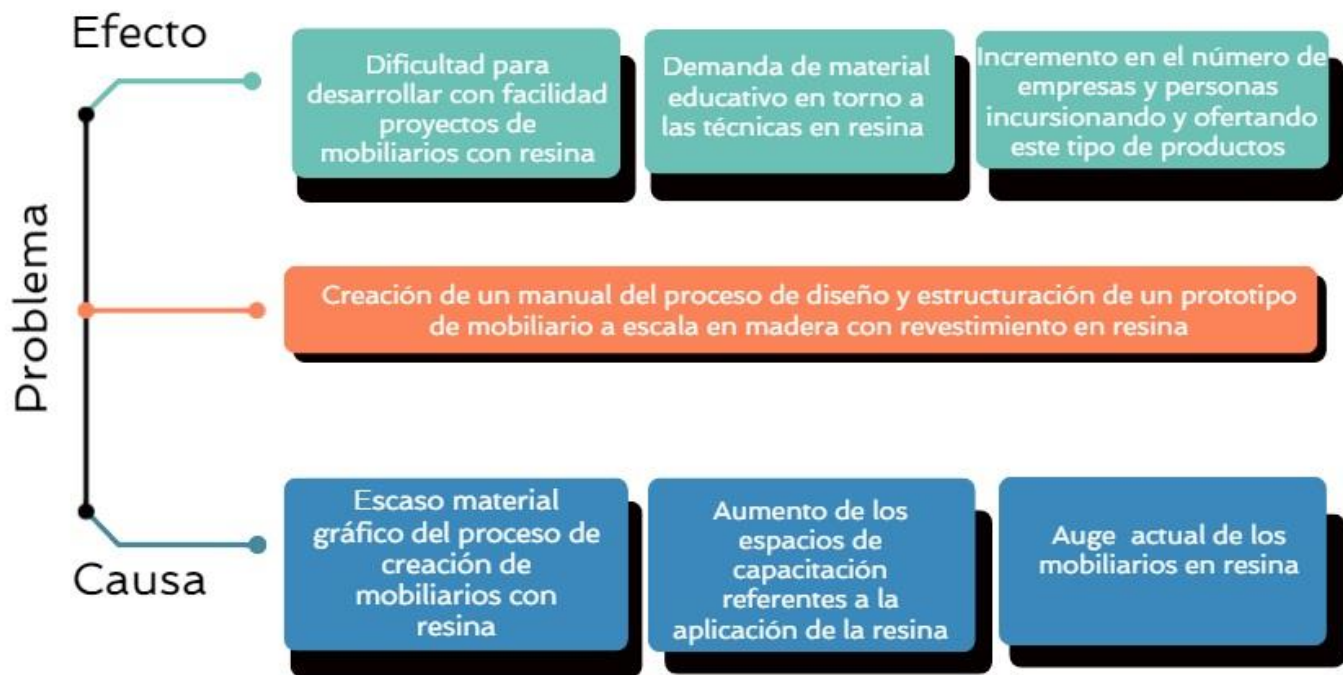 Efecto
Dificultad para
desarrollar con facilidad
proyectos de
mobiliarios con resina
Demanda de material
educativo en torno a
las técnicas en resina
Incremento en el número de
empresas y personas
incursionando y ofertando
este tipo de productos
Problema
Creación de un manual del proceso de diseño y estructuración de un prototipo
de mobiliario a escala en madera con revestimiento en resina
Causa
Escaso material
gráfico del proceso de
creación de
mobiliarios con
resina
Aumento de los
espacios de
capacitación
referentes a la
aplicación de la resina
Auge actual de los
mobiliarios en resina